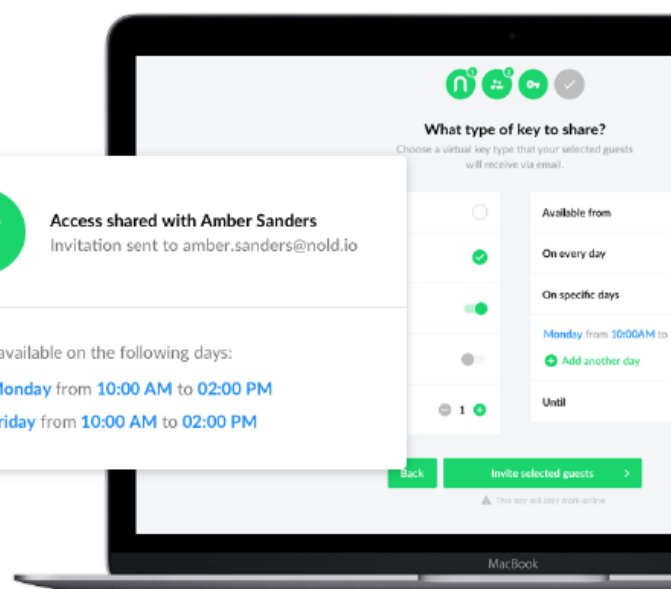 What type of key to share?
Choose a virtual key type that your selected guests
will receive via email.
Access shared with Amber Sanders
Invitation sent to amber.sanders@nold.io
available on the following days:
Monday from 10:00 AM to 02:00 PM
Friday from 10:00 AM to 02:00 PM
Available from
On every day
On specific days
Monday from 10:00AM to
Add another day
1
Until
Back
Invite selected guests
This key will only work online
MacBook